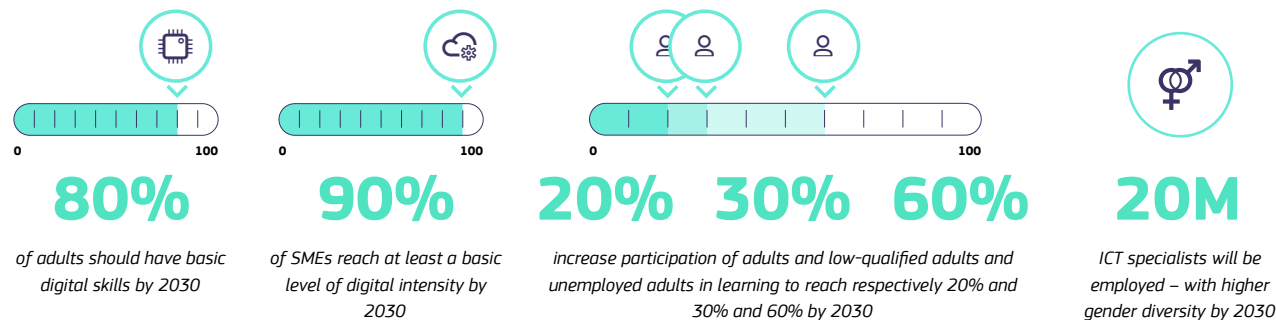 0 100
80%
of adults should have basic
digital skills by 2030
0 100
90%
of SMEs reach at least a basic
level of digital intensity by
2030
0 100
20% 30% 60%
increase participation of adults and low-qualified adults and
unemployed adults in learning to reach respectively 20% and
30% and 60% by 2030
20M
ICT specialists will be
employed – with higher
gender diversity by 2030